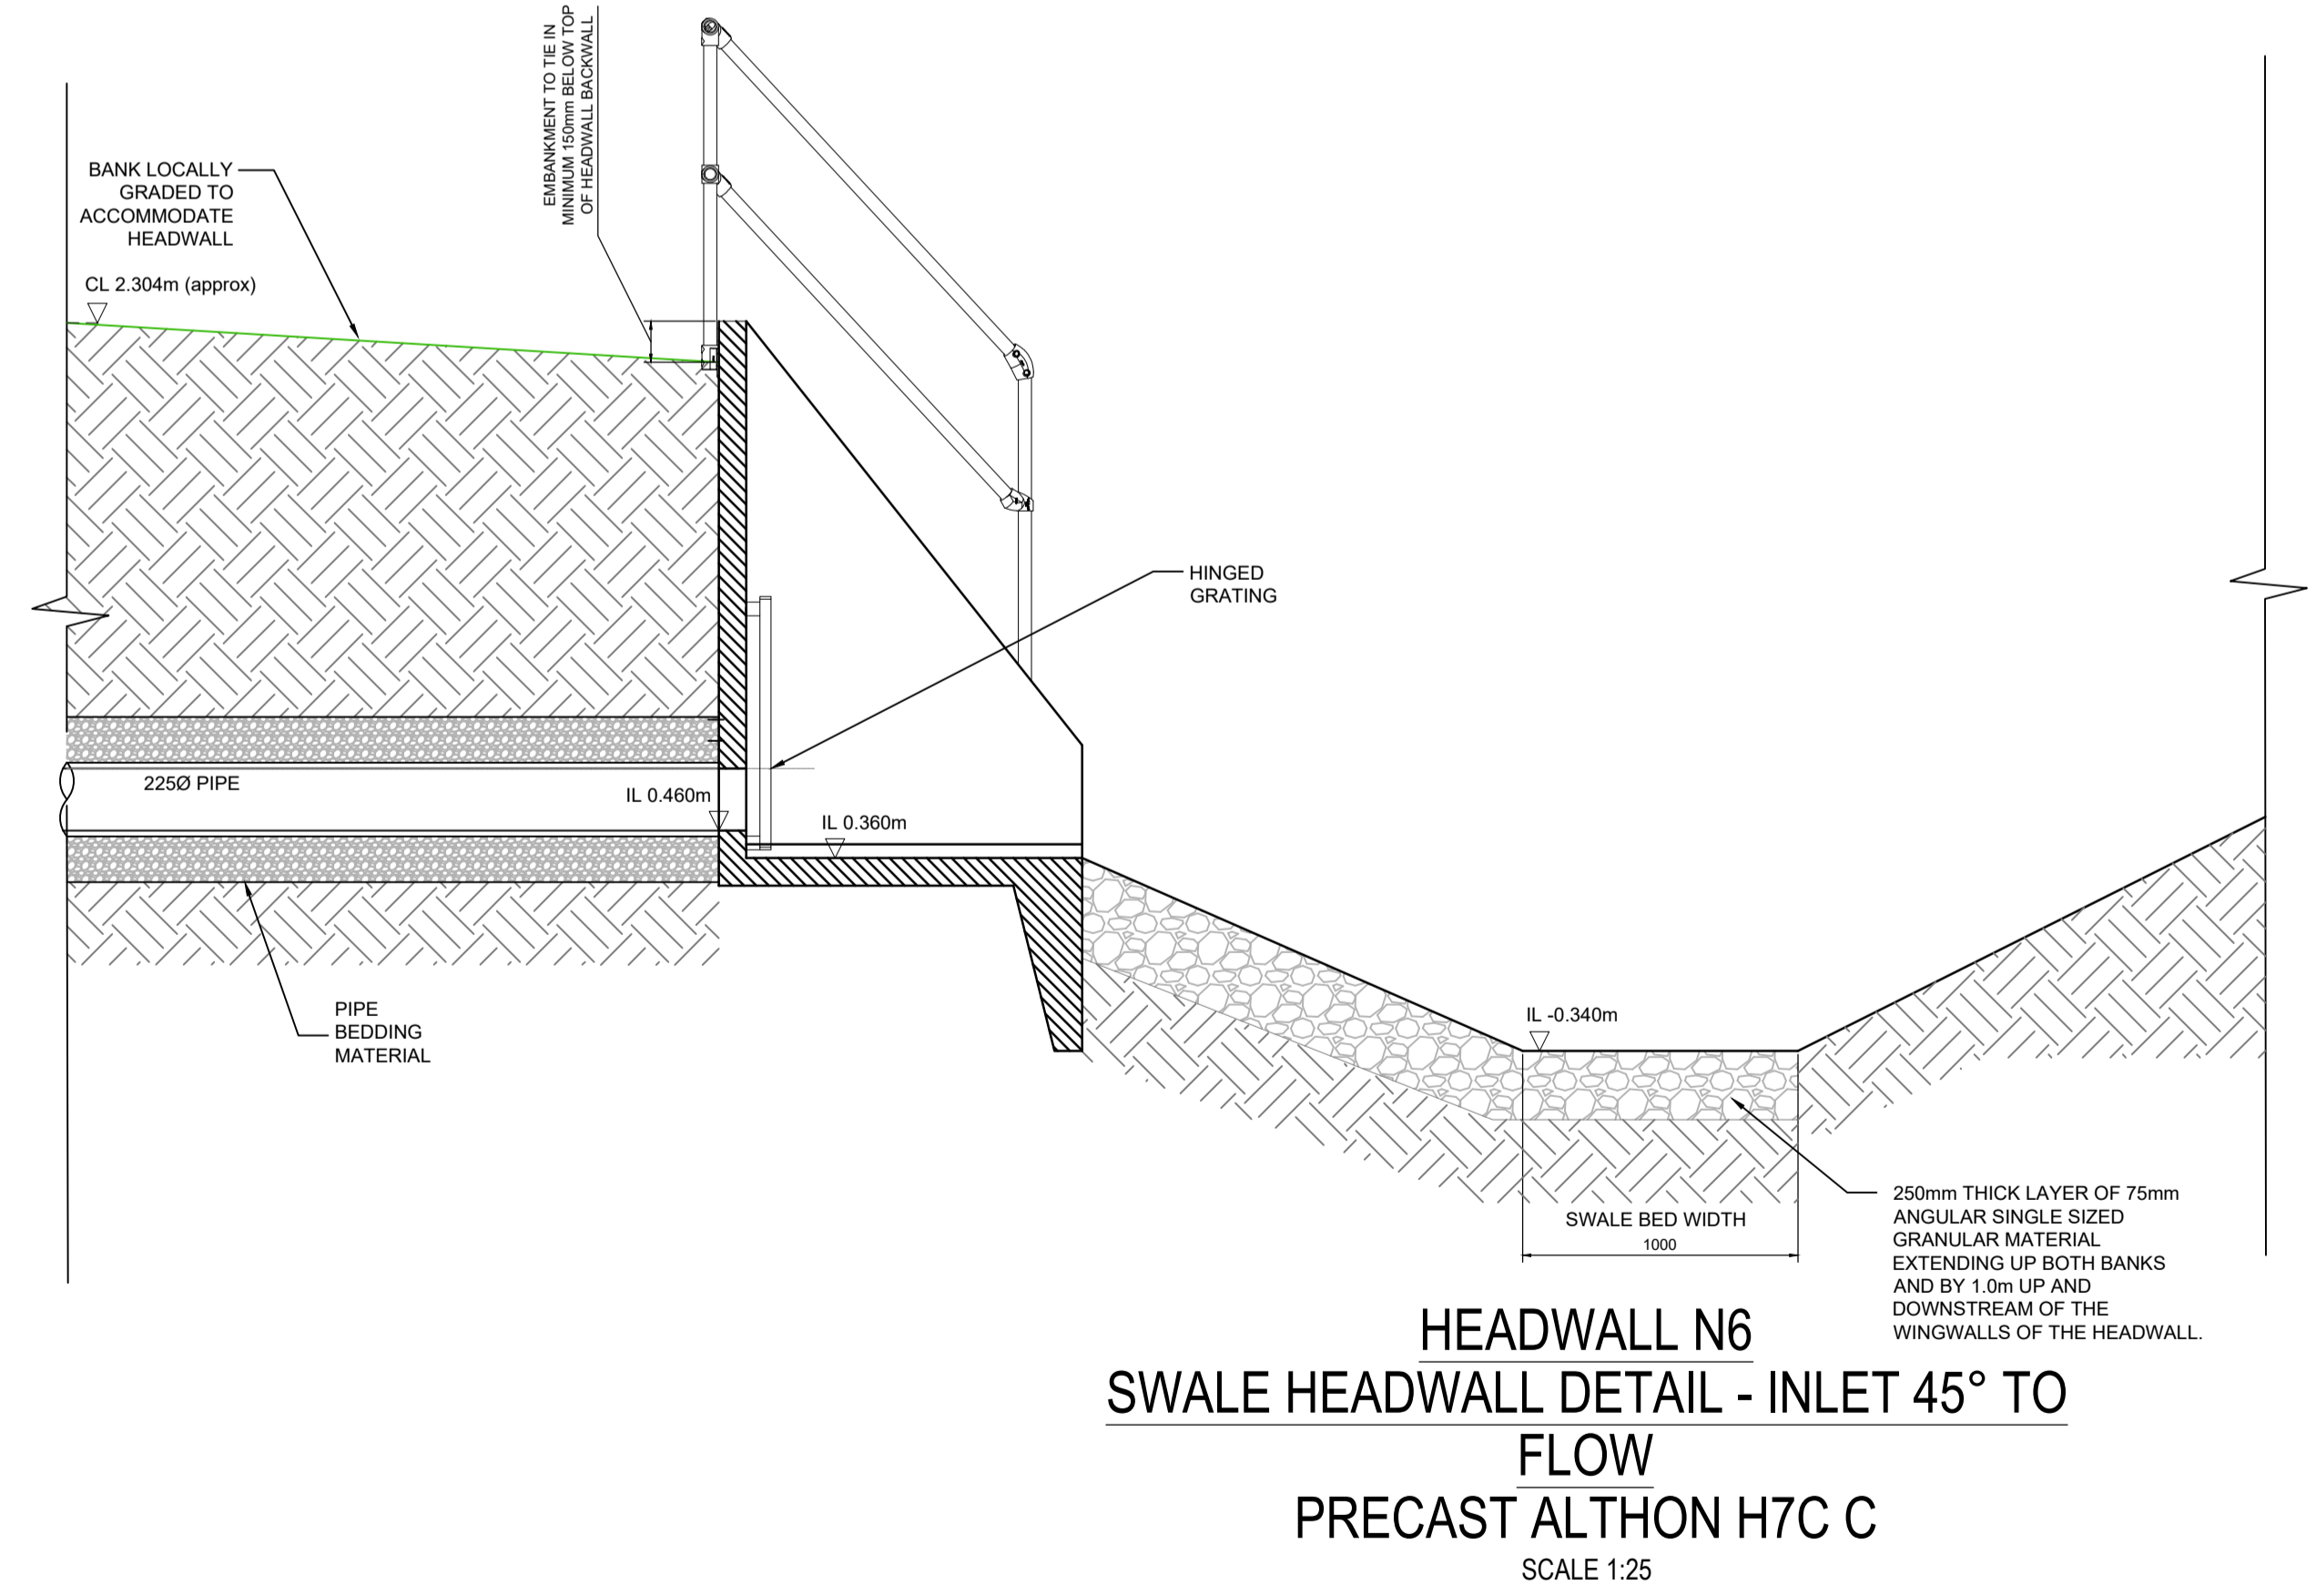 EMBANKMENT TO TIE IN
MINIMUM 150mm BELOW TOP
OF HEADWALL BACKWALL
BANK LOCALLY
GRADED TO
ACCOMMODATE
HEADWALL
CL 2.304m (approx)
HINGED
GRATING
225Ø PIPE
IL 0.460m
IL 0.360m
PIPE
BEDDING
MATERIAL
IL -0.340m
SWALE BED WIDTH
1000
250mm THICK LAYER OF 75mm
ANGULAR SINGLE SIZED
GRANULAR MATERIAL
EXTENDING UP BOTH BANKS
AND BY 1.0m UP AND
DOWNSTREAM OF THE
WINGWALLS OF THE HEADWALL.
HEADWALL N6
SWALE HEADWALL DETAIL - INLET 45° TO
FLOW
PRECAST ALTHON H7C C
SCALE 1:25